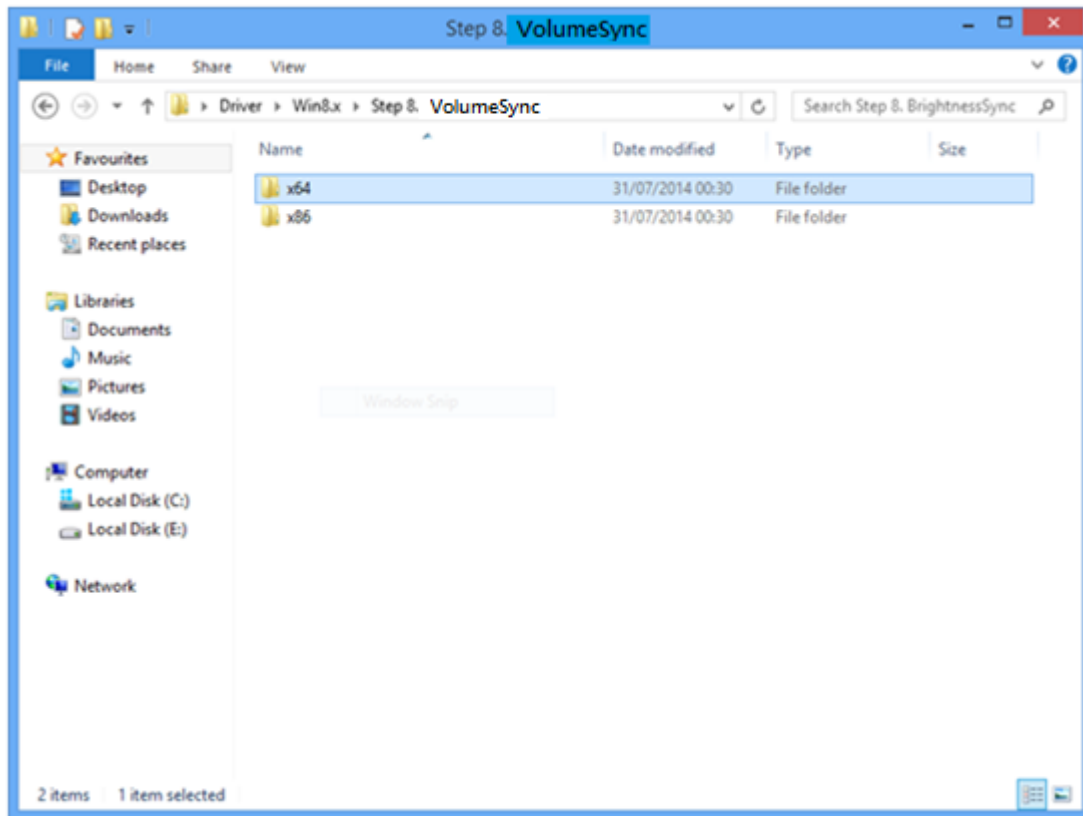 Step 8. VolumeSync
File Home Share View
Driver Win8.x Step 8. VolumeSync Search Step 8. BrightnessSync
Name Date modified Type Size
Favourites
Desktop
Downloads
Recent places
x64 31/07/2014 00:30 File folder
x86 31/07/2014 00:30 File folder
Libraries
Documents
Music
Pictures
Videos
Window Snip
Computer
Local Disk (C:)
Local Disk (E:)
Network
2 items 1 item selected